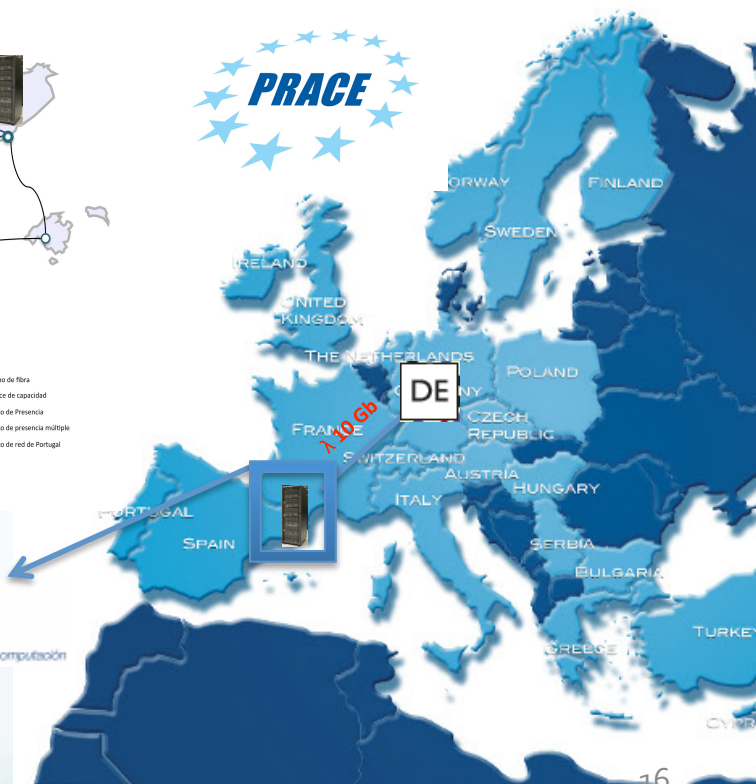 PRACE
ORWAY
FINLAND
SWEDEN
IRELAND
UNITED
KINGDOM
THE NETHERLANDS
o de fibra
ce de capacidad
o de Presencia
o de presencia múltiple
o de red de Portugal
POLAND
DE
NY
λ 10 Gb
FRANCE
CZECH
REPUBLIC
SWITZERLAND
AUSTRIA
HUNGARY
ITALY
PORTUGAL
SPAIN
SERBIA
BULGARIA
TURKEY
GREECE
CYPR
omputación
16